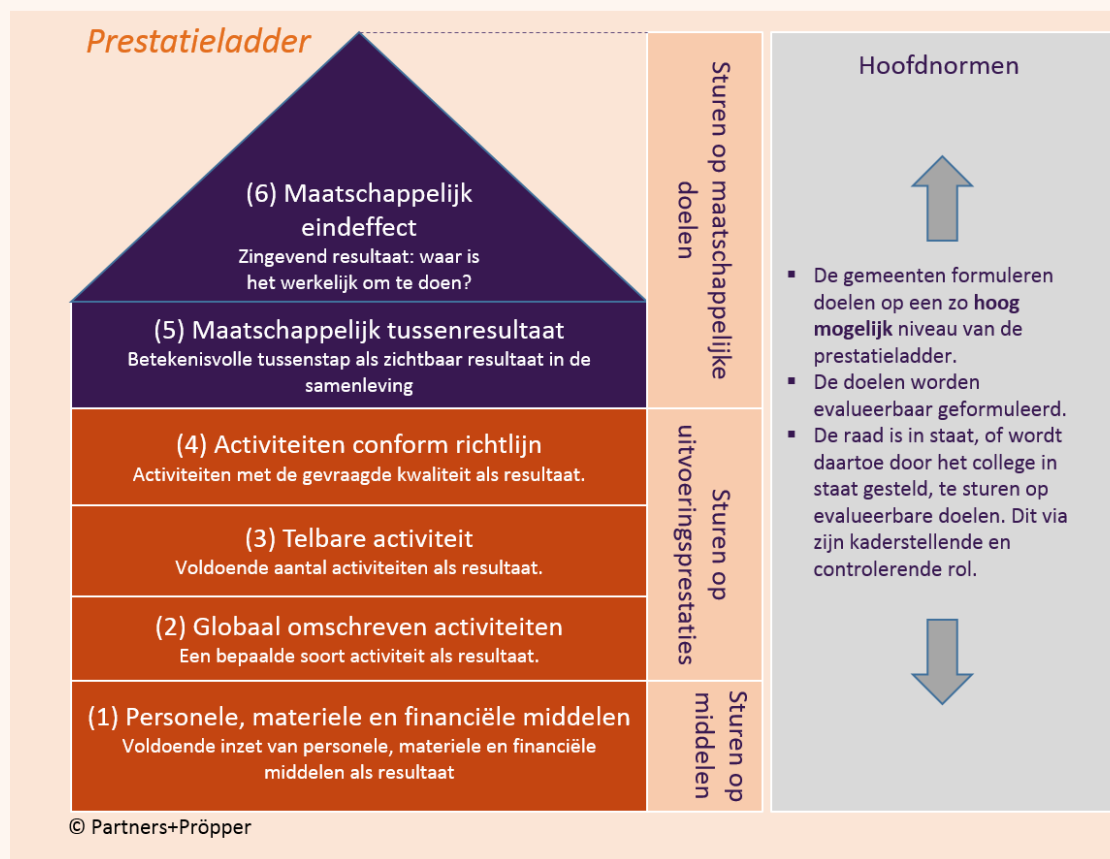 Prestatieladder
(6) Maatschappelijk
eindeffect
Zingevend resultaat: waar is
het werkelijk om te doen?
(5) Maatschappelijk tussenresultaat
Betekenisvolle tussenstap als zichtbaar resultaat in de
samenleving
(4) Activiteiten conform richtlijn
Activiteiten met de gevraagde kwaliteit als resultaat.
(3) Telbare activiteit
Voldoende aantal activiteiten als resultaat.
(2) Globaal omschreven activiteiten
Een bepaalde soort activiteit als resultaat.
(1) Personele, materiele en financiële middelen
Voldoende inzet van personele, materiele en financiële
middelen als resultaat
Sturen op maatschappelijke
doelen
Sturen op
uitvoeringsprestaties
Sturen op
middelen
Hoofdnormen
▪ De gemeenten formuleren
doelen op een zo hoog
mogelijk niveau van de
prestatieladder.
▪ De doelen worden
evalueerbaar geformuleerd.
▪ De raad is in staat, of wordt
daartoe door het college in
staat gesteld, te sturen op
evalueerbare doelen. Dit via
zijn kaderstellende en
controlerende rol.
© Partners+Pröpper